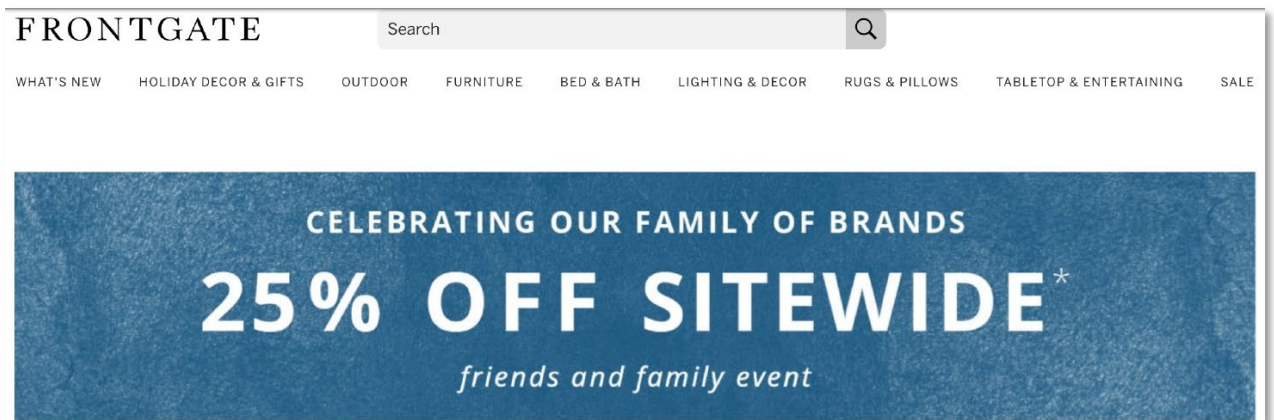 FRONTGATE
Search
WHAT'S NEW HOLIDAY DECOR & GIFTS OUTDOOR FURNITURE BED & BATH LIGHTING & DECOR RUGS & PILLOWS TABLETOP & ENTERTAINING SALE
CELEBRATING OUR FAMILY OF BRANDS
25% OFF SITEWIDE*
friends and family event